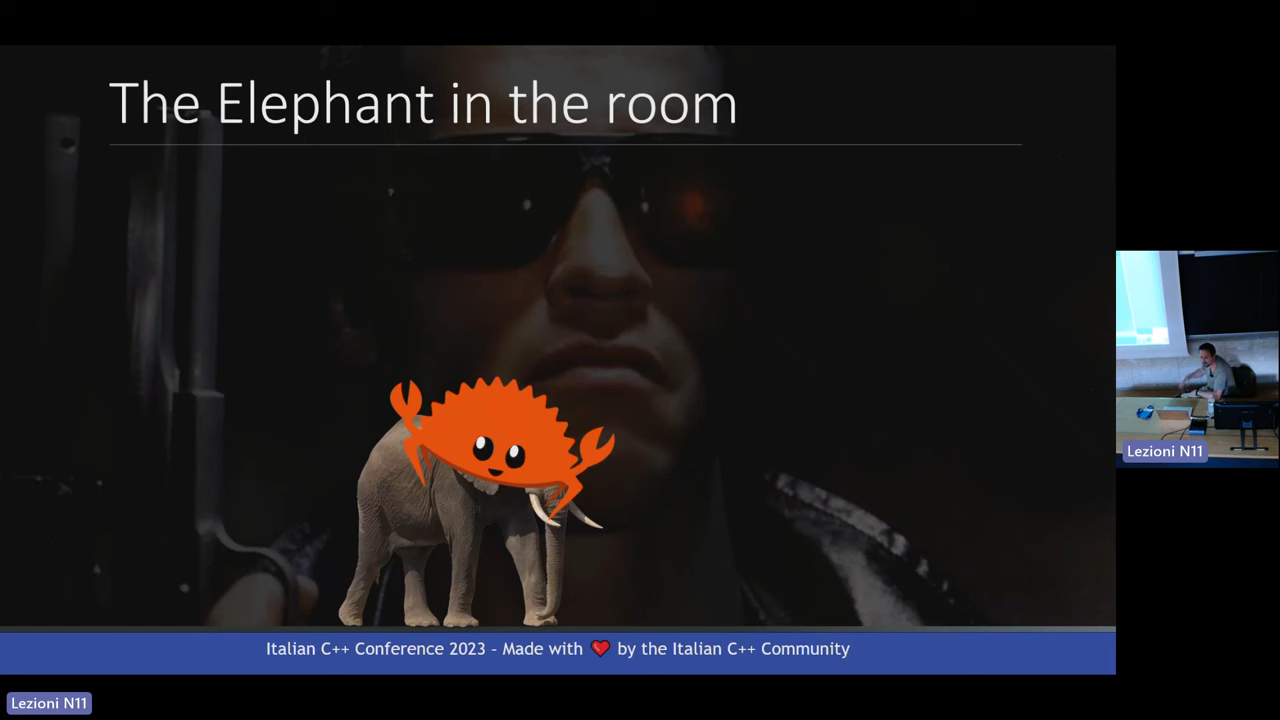 The Elephant in the room
Italian C++ Conference 2023 - Made with ❤ by the Italian C++ Community
Lezioni N11
Lezioni N11